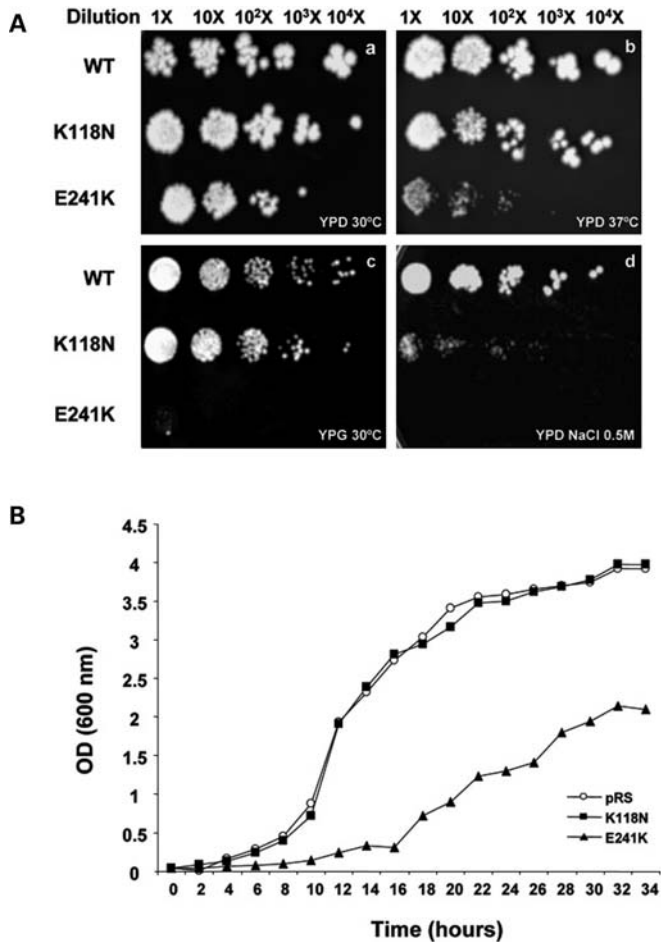 A
Dilution 1X 10X 10²X 10³X 10⁴X 1X 10X 10²X 10³X 10⁴X
WT
K118N
E241K
a
YPD 30ºC
b
YPD 37ºC
WT
K118N
E241K
c
YPG 30ºC
d
YPD NaCl 0.5M
B
4.5
4
3.5
3
2.5
2
1.5
1
0.5
0
OD (600 nm)
pRS
K118N
E241K
0 2 4 6 8 10 12 14 16 18 20 22 24 26 28 30 32 34
Time (hours)